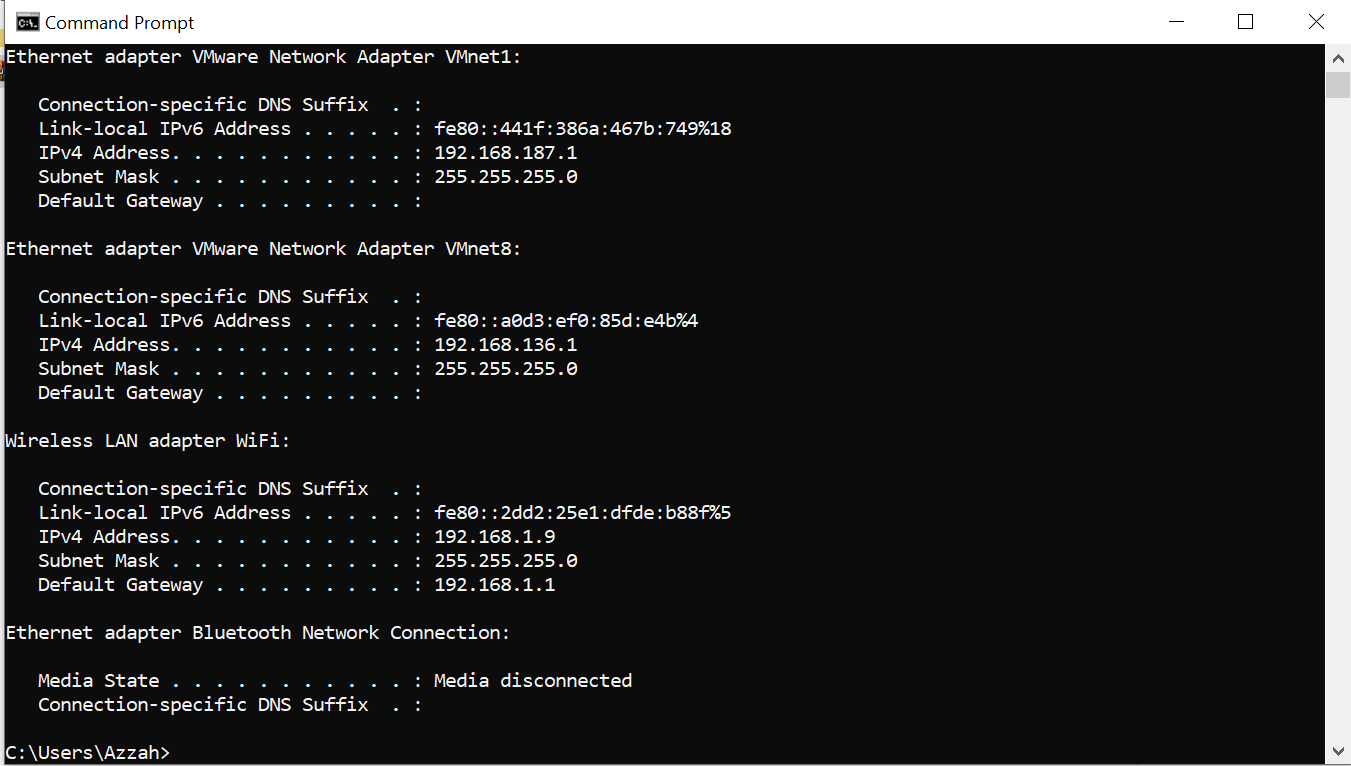 Command Prompt
Ethernet adapter VMware Network Adapter VMnet1:
Connection-specific DNS Suffix  . :
Link-local IPv6 Address . . . . . : fe80::441f:386a:467b:749%18
IPv4 Address. . . . . . . . . . . : 192.168.187.1
Subnet Mask . . . . . . . . . . . : 255.255.255.0
Default Gateway . . . . . . . . . :
Ethernet adapter VMware Network Adapter VMnet8:
Connection-specific DNS Suffix  . :
Link-local IPv6 Address . . . . . : fe80::a0d3:ef0:85d:e4b%4
IPv4 Address. . . . . . . . . . . : 192.168.136.1
Subnet Mask . . . . . . . . . . . : 255.255.255.0
Default Gateway . . . . . . . . . :
Wireless LAN adapter WiFi:
Connection-specific DNS Suffix  . :
Link-local IPv6 Address . . . . . : fe80::2dd2:25e1:dfde:b88f%5
IPv4 Address. . . . . . . . . . . : 192.168.1.9
Subnet Mask . . . . . . . . . . . : 255.255.255.0
Default Gateway . . . . . . . . . : 192.168.1.1
Ethernet adapter Bluetooth Network Connection:
Media State . . . . . . . . . . . : Media disconnected
Connection-specific DNS Suffix  . :
C:\Users\Azzah>